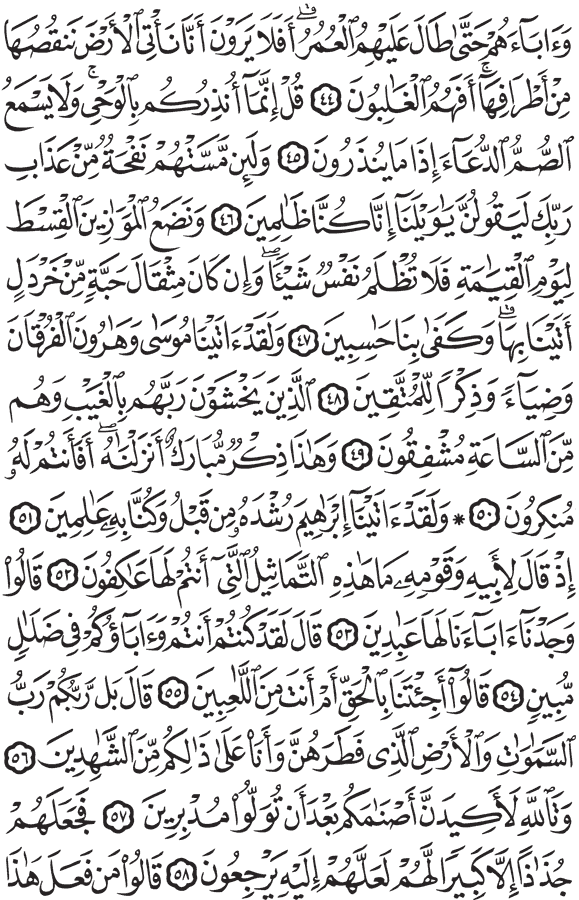 وَءَابَآءَهُمْ حَتَّىٰ طَالَ عَلَيْهِمُ ٱلْعُمُرُۗ أَفَلَا يَرَوْنَ أَنَّا نَأْتِي ٱلْأَرْضَ نَنقُصُهَا
مِنْ أَطْرَافِهَآۚ أَفَهُمُ ٱلْغَٰلِبُونَ ٤٤ قُلْ إِنَّمَآ أُنذِرُكُم بِٱلْوَحْيِۚ وَلَا يَسْمَعُ
ٱلصُّمُّ ٱلدُّعَآءَ إِذَا مَا يُنذَرُونَ ٤٥ وَلَئِن مَّسَّتْهُمْ نَفْحَةٌ مِّنْ عَذَابِ
رَبِّكَ لَيَقُولُنَّ يَٰوَيْلَنَآ إِنَّا كُنَّا ظَٰلِمِينَ ٤٦ وَنَضَعُ ٱلْمَوَٰزِينَ ٱلْقِسْطَ
لِيَوْمِ ٱلْقِيَٰمَةِ فَلَا تُظْلَمُ نَفْسٌ شَيْـًٔاۖ وَإِن كَانَ مِثْقَالَ حَبَّةٍ مِّنْ خَرْدَلٍ
أَتَيْنَا بِهَاۗ وَكَفَىٰ بِنَا حَٰسِبِينَ ٤٧ وَلَقَدْ ءَاتَيْنَا مُوسَىٰ وَهَٰرُونَ ٱلْفُرْقَانَ
وَضِيَآءً وَذِكْرًا لِّلْمُتَّقِينَ ٤٨ ٱلَّذِينَ يَخْشَوْنَ رَبَّهُم بِٱلْغَيْبِ وَهُم
مِّنَ ٱلسَّاعَةِ مُشْفِقُونَ ٤٩ وَهَٰذَا ذِكْرٌ مُّبَارَكٌ أَنزَلْنَٰهُۚ أَفَأَنتُمْ لَهُۥ
مُنكِرُونَ ٥٠ * وَلَقَدْ ءَاتَيْنَآ إِبْرَٰهِيمَ رُشْدَهُۥ مِن قَبْلُ وَكُنَّا بِهِۦ عَٰلِمِينَ ٥١
إِذْ قَالَ لِأَبِيهِ وَقَوْمِهِۦ مَا هَٰذِهِ ٱلتَّمَاثِيلُ ٱلَّتِيٓ أَنتُمْ لَهَا عَٰكِفُونَ ٥٢ قَالُوا۟
وَجَدْنَآ ءَابَآءَنَا لَهَا عَٰبِدِينَ ٥٣ قَالَ لَقَدْ كُنتُمْ أَنتُمْ وَءَابَآؤُكُمْ فِي ضَلَٰلٍ
مُّبِينٍ ٥٤ قَالُوٓا۟ أَجِئْتَنَا بِٱلْحَقِّ أَمْ أَنتَ مِنَ ٱللَّٰعِبِينَ ٥٥ قَالَ بَل رَّبُّكُمْ رَبُّ
ٱلسَّمَٰوَٰتِ وَٱلْأَرْضِ ٱلَّذِي فَطَرَهُنَّ وَأَنَا۠ عَلَىٰ ذَٰلِكُم مِّنَ ٱلشَّٰهِدِينَ ٥٦
وَتَٱللَّهِ لَأَكِيدَنَّ أَصْنَٰمَكُم بَعْدَ أَن تُوَلُّوا۟ مُدْبِرِينَ ٥٧ فَجَعَلَهُمْ
جُذَٰذًا إِلَّا كَبِيرًا لَّهُمْ لَعَلَّهُمْ إِلَيْهِ يَرْجِعُونَ ٥٨ قَالُوا۟ مَن فَعَلَ هَٰذَا